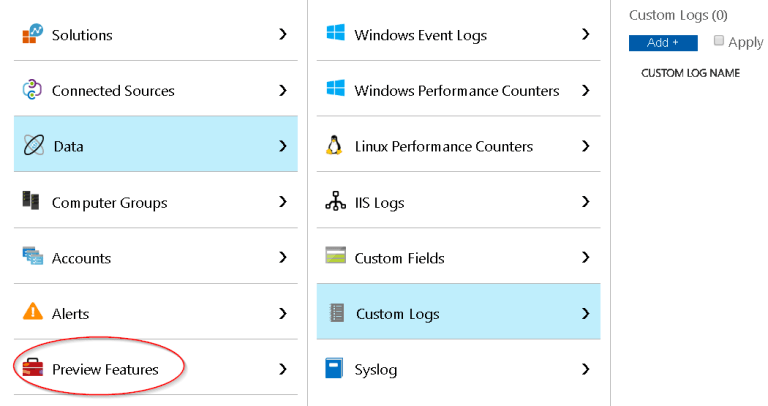 Solutions
Connected Sources
Data
Computer Groups
Accounts
Alerts
Preview Features
Windows Event Logs
Windows Performance Counters
Linux Performance Counters
IIS Logs
Custom Fields
Custom Logs
Syslog
Custom Logs (0)
Add + Apply
CUSTOM LOG NAME